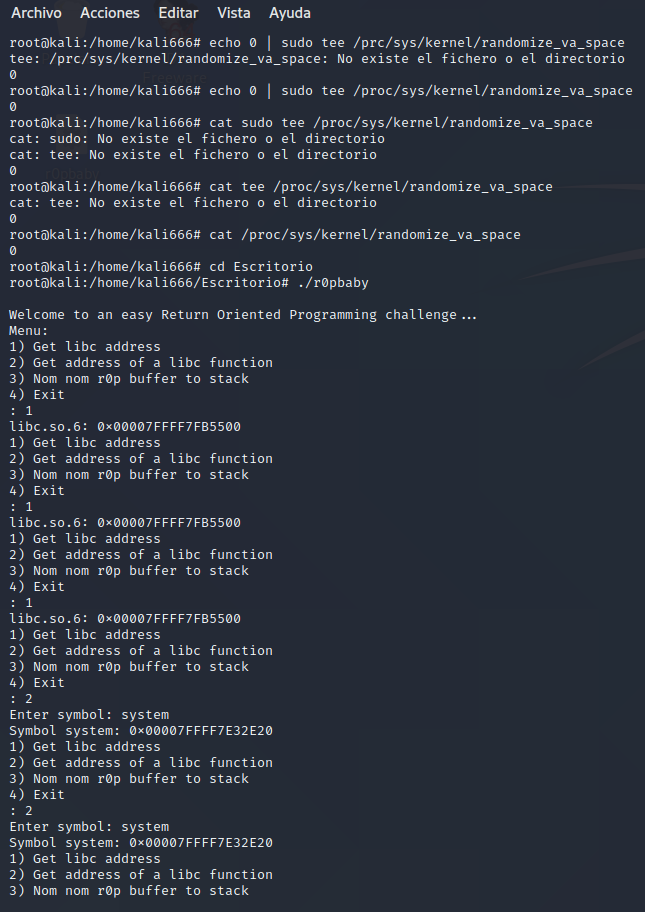 Archivo Acciones Editar Vista Ayuda
root@kali:/home/kali666# echo 0 | sudo tee /prc/sys/kernel/randomize_va_space
tee: /prc/sys/kernel/randomize_va_space: No existe el fichero o el directorio
0
root@kali:/home/kali666# echo 0 | sudo tee /proc/sys/kernel/randomize_va_space
0
root@kali:/home/kali666# cat sudo tee /proc/sys/kernel/randomize_va_space
cat: sudo: No existe el fichero o el directorio
cat: tee: No existe el fichero o el directorio
0
root@kali:/home/kali666# cat tee /proc/sys/kernel/randomize_va_space
cat: tee: No existe el fichero o el directorio
0
root@kali:/home/kali666# cat /proc/sys/kernel/randomize_va_space
0
root@kali:/home/kali666# cd Escritorio
root@kali:/home/kali666/Escritorio# ./r0pbaby

Welcome to an easy Return Oriented Programming challenge...
Menu:
1) Get libc address
2) Get address of a libc function
3) Nom nom r0p buffer to stack
4) Exit
: 1
libc.so.6: 0x00007FFFF7FB5500
1) Get libc address
2) Get address of a libc function
3) Nom nom r0p buffer to stack
4) Exit
: 1
libc.so.6: 0x00007FFFF7FB5500
1) Get libc address
2) Get address of a libc function
3) Nom nom r0p buffer to stack
4) Exit
: 1
libc.so.6: 0x00007FFFF7FB5500
1) Get libc address
2) Get address of a libc function
3) Nom nom r0p buffer to stack
4) Exit
: 2
Enter symbol: system
Symbol system: 0x00007FFFF7E32E20
1) Get libc address
2) Get address of a libc function
3) Nom nom r0p buffer to stack
4) Exit
: 2
Enter symbol: system
Symbol system: 0x00007FFFF7E32E20
1) Get libc address
2) Get address of a libc function
3) Nom nom r0p buffer to stack